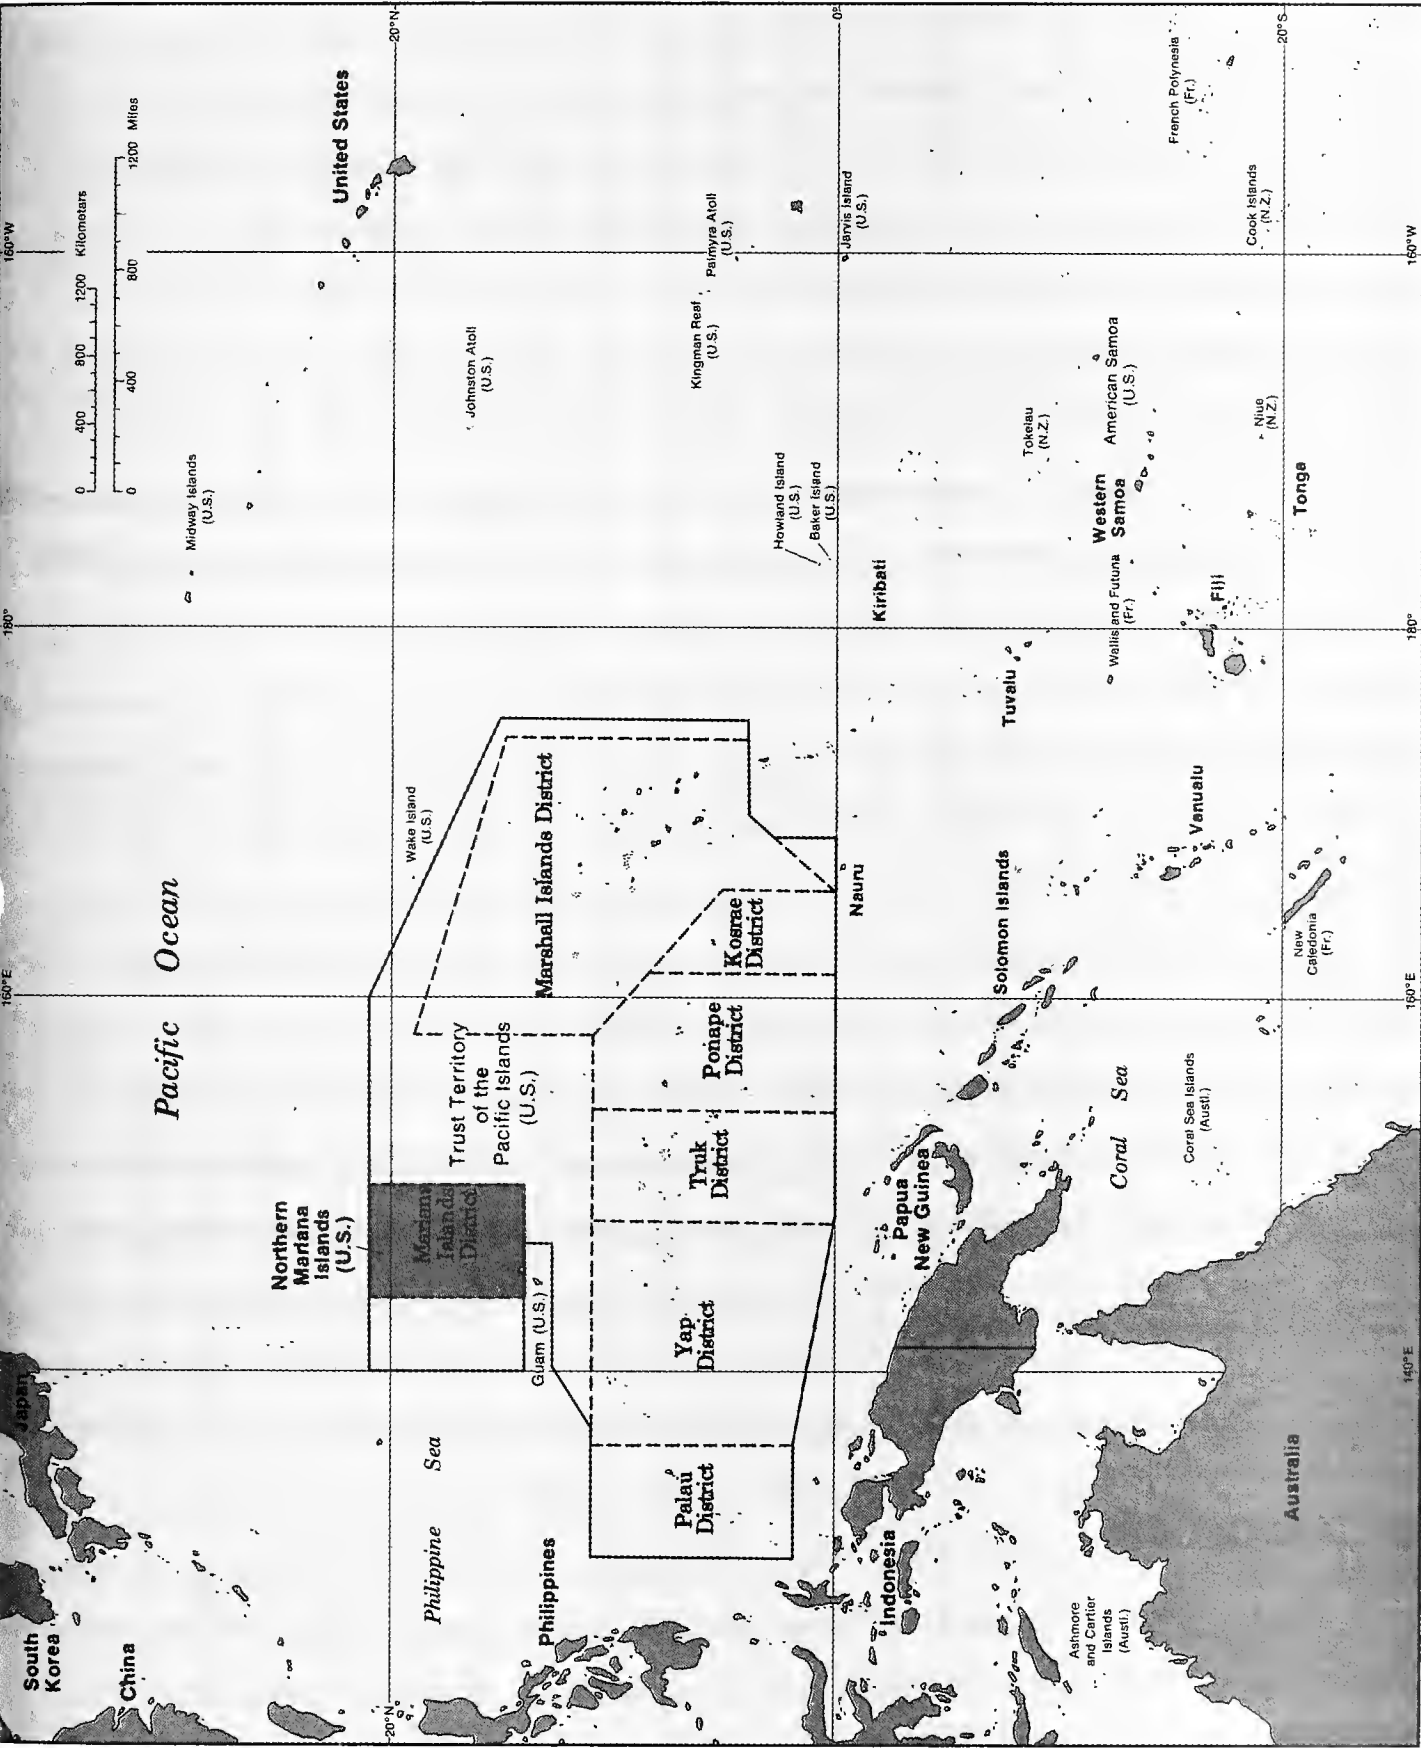 160°W
180°
160°E
Kilometars
0
400
800
1200
0
400
800
1200 Miles
United States
20°N
Midway Islands
(U.S.)
Johnston Atoll
(U.S.)
Pacific Ocean
Wake Island
(U.S.)
Northern
Mariana
Islands
(U.S.)
Mariana
Islands
District
Trust Territory
of the
Pacific Islands
(U.S.)
Marshall Islands District
Guam (U.S.)
Japan
South
Korea
China
Philippine Sea
Philippines
20°N
Palau
District
Yap
District
Truk
District
Ponape
District
Kosrae
District
Kingman Reef
(U.S.)
Palmyra Atoll
(U.S.)
Howland Island
(U.S.)
Baker Island
(U.S.)
Jarvis Island
(U.S.)
0°
Nauru
Kiribati
Indonesia
Papua
New Guinea
Solomon Islands
Tuvalu
Tokelau
(N.Z.)
Wallis and Futuna
(Fr.)
Western
Samoa
American Samoa
(U.S.)
French Polynesia
(Fr.)
Cook Islands
(N.Z.)
Niue
(N.Z.)
Fiji
Tonga
Vanuatu
New
Caledonia
(Fr.)
Coral Sea
Coral Sea Islands
(Austl.)
Ashmore
and Cartier
Islands
(Austl.)
Australia
20°S
140°E
160°E
180°
160°W